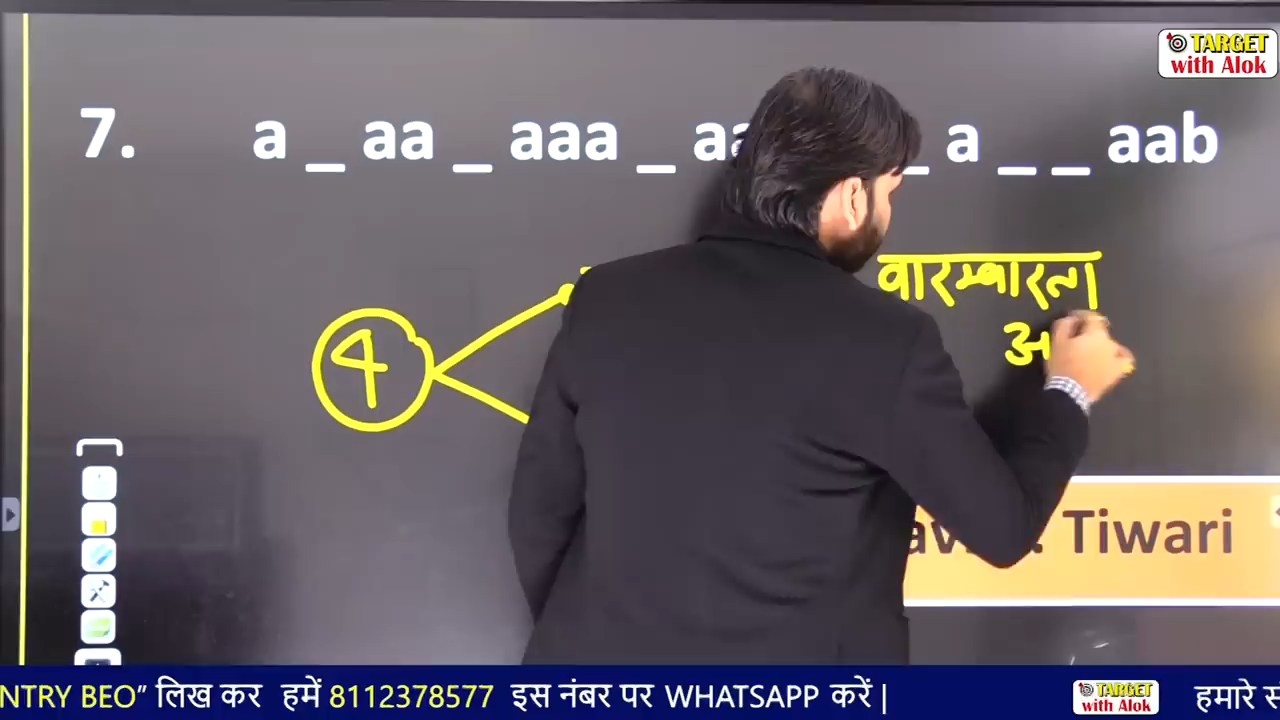 TARGET
with Alok
7. a _ aa _ aaa _ aa _ a _ _ aab
4
वारम्बारता
Tiwari
NTRY BEO” लिख कर हमें 8112378577 इस नंबर पर WHATSAPP करें |
TARGET
with Alok
हमारे